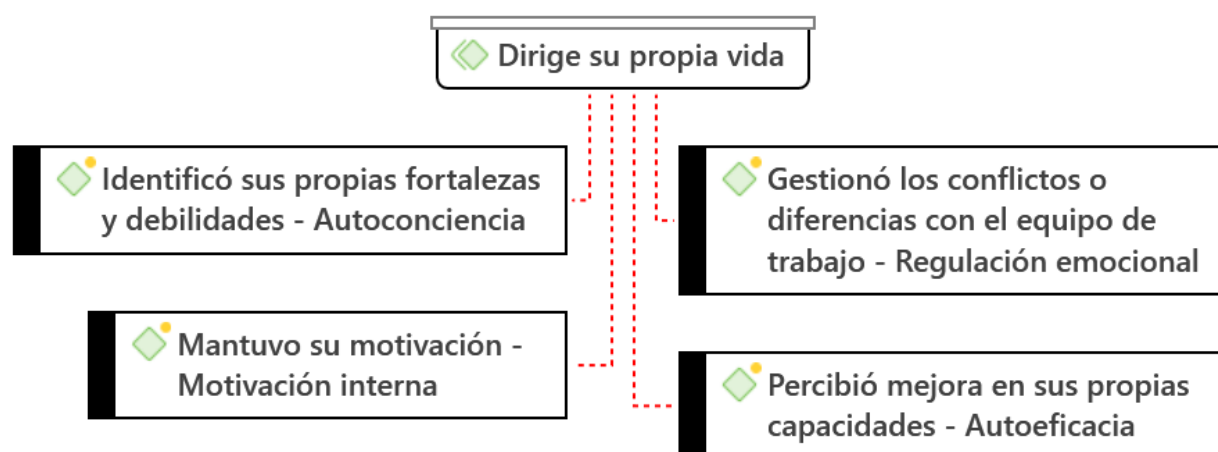 Dirige su propia vida
Identificó sus propias fortalezas
y debilidades - Autoconciencia
Gestionó los conflictos o
diferencias con el equipo de
trabajo - Regulación emocional
Mantuvo su motivación -
Motivación interna
Percibió mejora en sus propias
capacidades - Autoeficacia